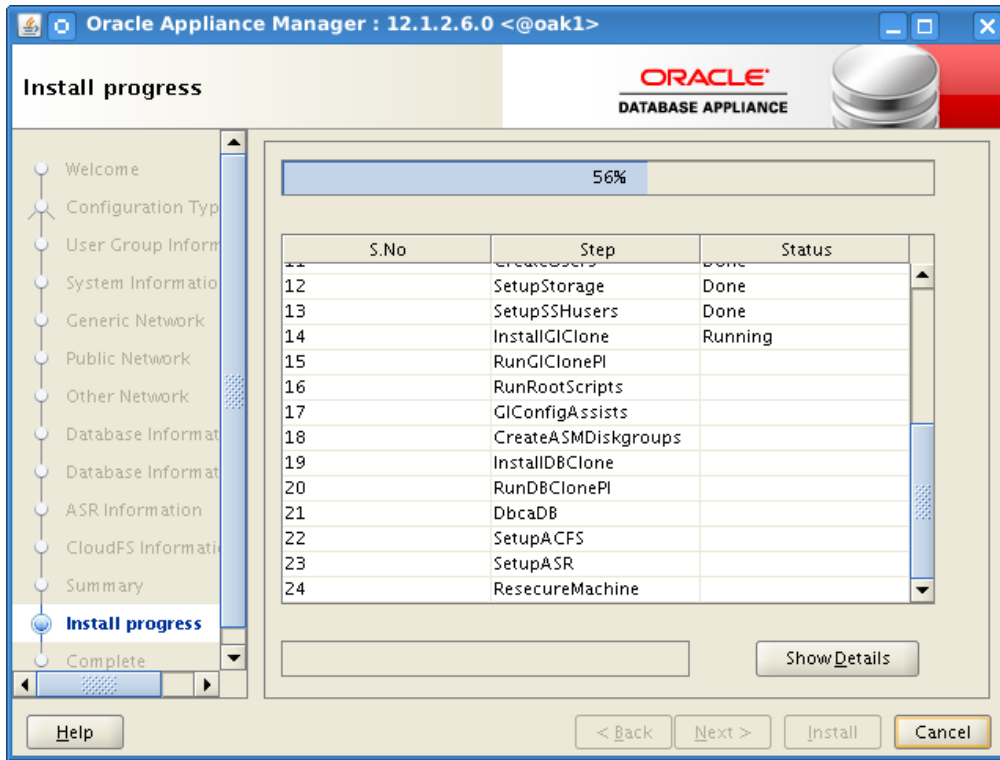 Oracle Appliance Manager : 12.1.2.6.0 <@oak1>
Install progress
ORACLE
DATABASE APPLIANCE
Welcome
Configuration Typ
User Group Inform
System Informatio
Generic Network
Public Network
Other Network
Database Informat
Database Informat
ASR Information
CloudFS Informati
Summary
Install progress
Complete
56%
S.No Step Status
11 CreateUsers Done
12 SetupStorage Done
13 SetupSSHusers Done
14 InstallGIClone Running
15 RunGIClonePl
16 RunRootScripts
17 GIConfigAssists
18 CreateASMDiskgroups
19 InstallDBClone
20 RunDBClonePl
21 DbcaDB
22 SetupACFS
23 SetupASR
24 ResecureMachine
Show Details
Help
< Back
Next >
Install
Cancel